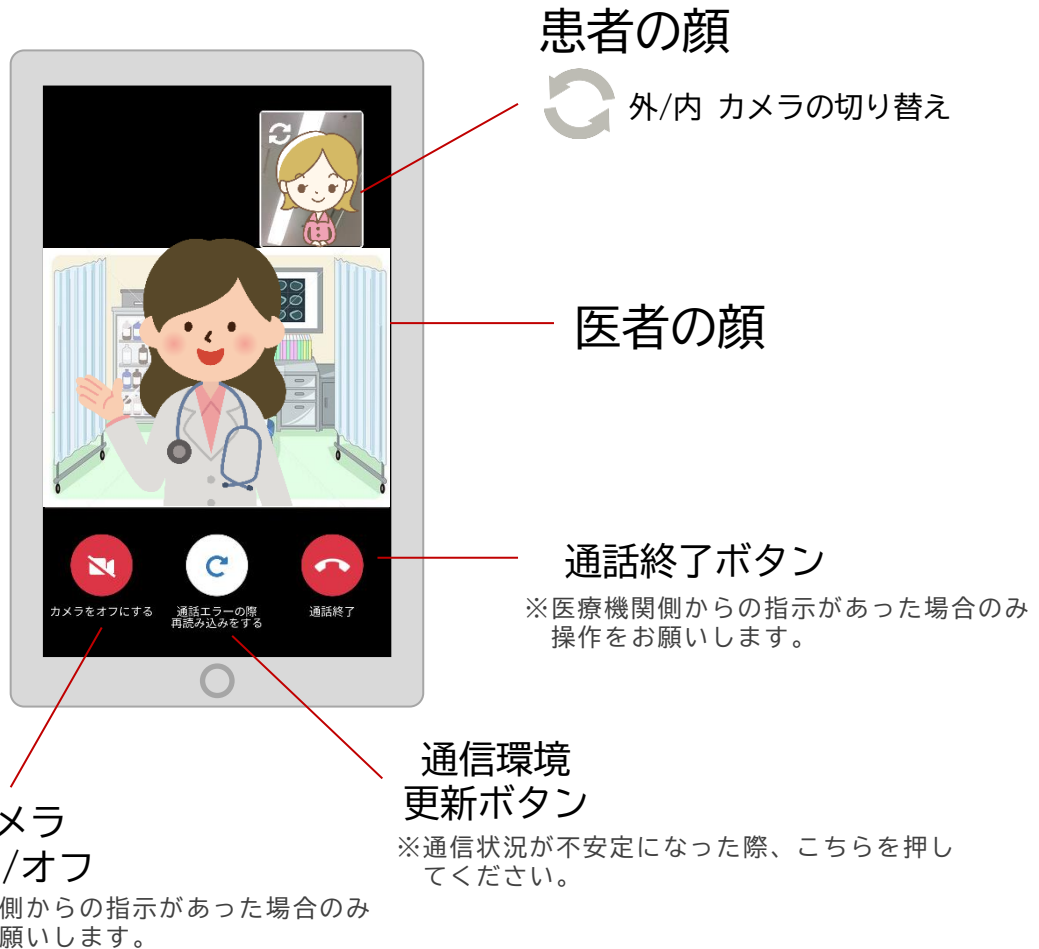 患者の顔
外/内 カメラの切り替え
医者の顔
カメラをオフにする
通話エラーの際
再読み込みをする
通話終了
通話終了ボタン
※医療機関側からの指示があった場合のみ
操作をお願いします。
通信環境
更新ボタン
※通信状況が不安定になった際、こちらを押し
てください。
メラ
/オフ
側からの指示があった場合のみ
願いします。